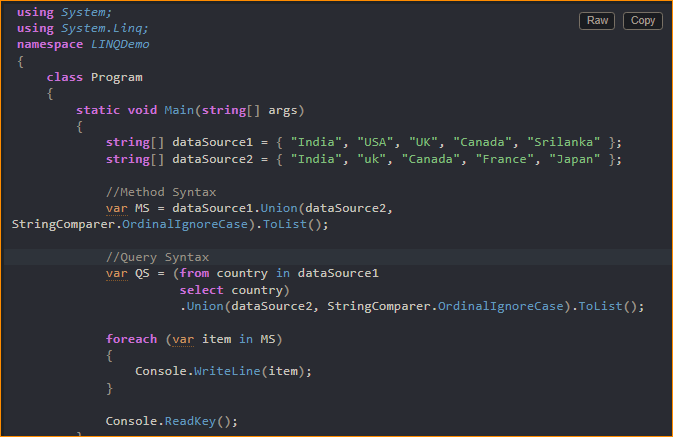 using System;
Raw Copy
using System.Linq;
namespace LINQDemo
{
class Program
{
static void Main(string[] args)
{
string[] dataSource1 = { "India", "USA", "UK", "Canada", "Srilanka" };
string[] dataSource2 = { "India", "uk", "Canada", "France", "Japan" };
//Method Syntax
var MS = dataSource1.Union(dataSource2,
StringComparer.OrdinalIgnoreCase).ToList();
//Query Syntax
var QS = (from country in dataSource1
select country)
.Union(dataSource2, StringComparer.OrdinalIgnoreCase).ToList();
foreach (var item in MS)
{
Console.WriteLine(item);
}
Console.ReadKey();